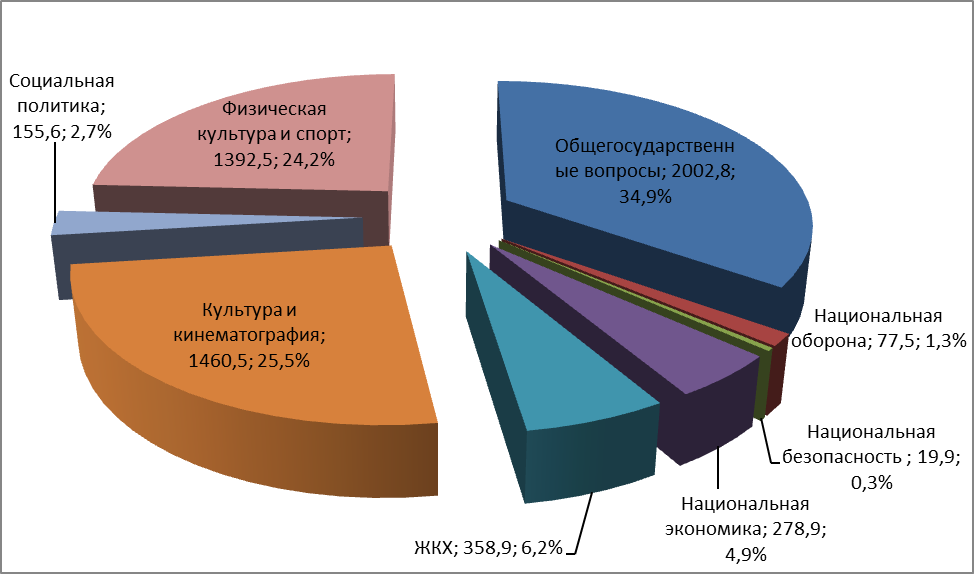 Социальная
политика;
155,6; 2,7%
Физическая
культура и спорт;
1392,5; 24,2%
Общегосударственн
ые вопросы; 2002,8;
34,9%
Национальная
оборона; 77,5; 1,3%
Национальная
безопасность ; 19,9;
0,3%
Национальная
экономика; 278,9;
4,9%
ЖКХ; 358,9; 6,2%
Культура и
кинематография;
1460,5; 25,5%